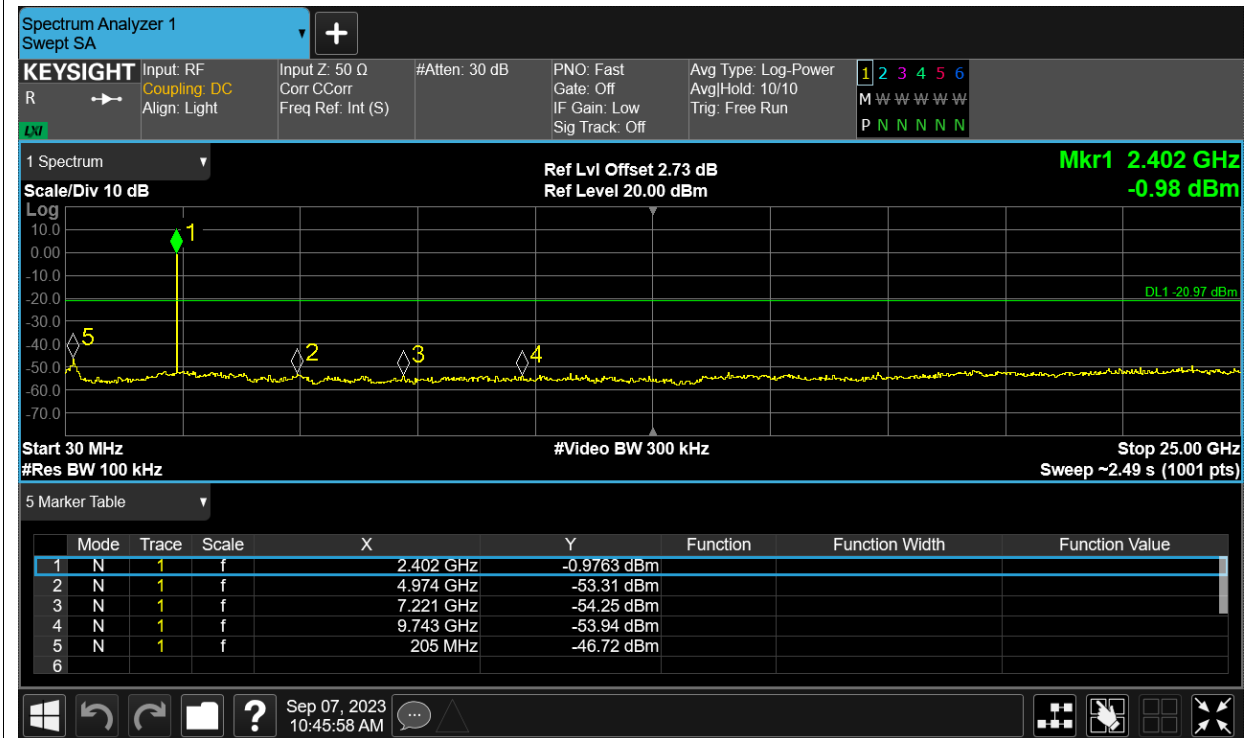 Spectrum Analyzer 1
Swept SA
KEYSIGHT
R
LXI
Input: RF
Coupling: DC
Align: Light
Input Z: 50 Ω
Corr CCorr
Freq Ref: Int (S)
#Atten: 30 dB
PNO: Fast
Gate: Off
IF Gain: Low
Sig Track: Off
Avg Type: Log-Power
Avg|Hold: 10/10
Trig: Free Run
1 2 3 4 5 6
M W W W W W
P N N N N N
1 Spectrum
Scale/Div 10 dB
Ref Lvl Offset 2.73 dB
Ref Level 20.00 dBm
Mkr1 2.402 GHz
-0.98 dBm
Log
10.0
0.00
-10.0
-20.0
-30.0
-40.0
-50.0
-60.0
-70.0
1
DL1 -20.97 dBm
5
2
3
4
Start 30 MHz
#Video BW 300 kHz
Stop 25.00 GHz
#Res BW 100 kHz
Sweep ~2.49 s (1001 pts)
5 Marker Table
Mode Trace Scale X Y Function Function Width Function Value
1 N 1 f 2.402 GHz -0.9763 dBm
2 N 1 f 4.974 GHz -53.31 dBm
3 N 1 f 7.221 GHz -54.25 dBm
4 N 1 f 9.743 GHz -53.94 dBm
5 N 1 f 205 MHz -46.72 dBm
6
?
Sep 07, 2023
10:45:58 AM